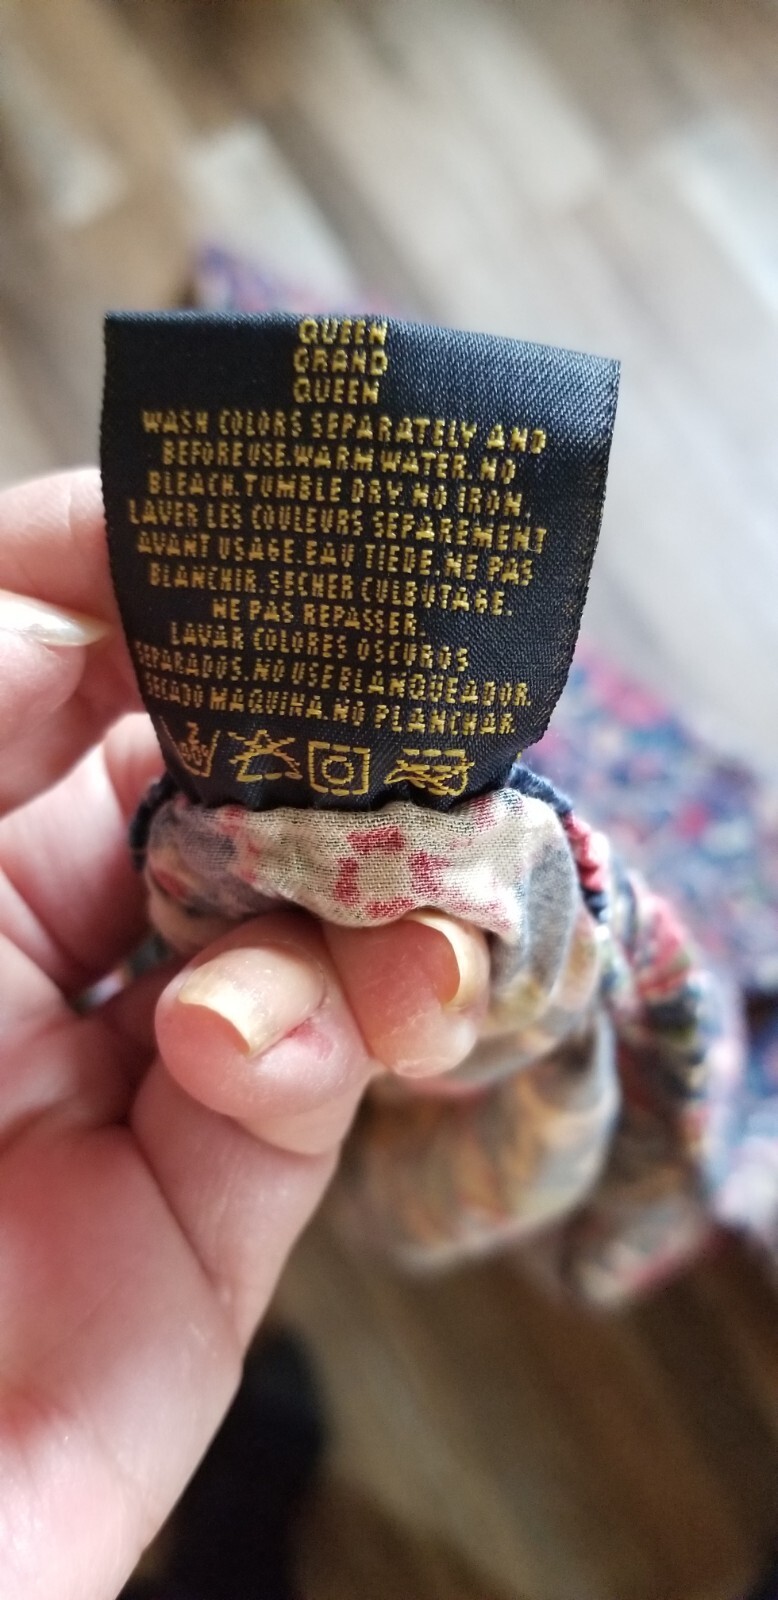 QUEEN
GRAND
QUEEN
WASH COLORS SEPARATELY AND
BEFORE USE.WARM WATER. NO
BLEACH.TUMBLE DRY.NO IRON.
LAVER LES COULEURS SEPAREMENT
AVANT USAGE.EAU TIEDE.NE PAS
BLANCHIR.SECHER CULBUTAGE.
NE PAS REPASSER.
LAVAR COLORES OSCUROS
SEPARADOS.NO USE BLANQUEADOR.
SECADO MAQUINA.NO PLANCHAR.